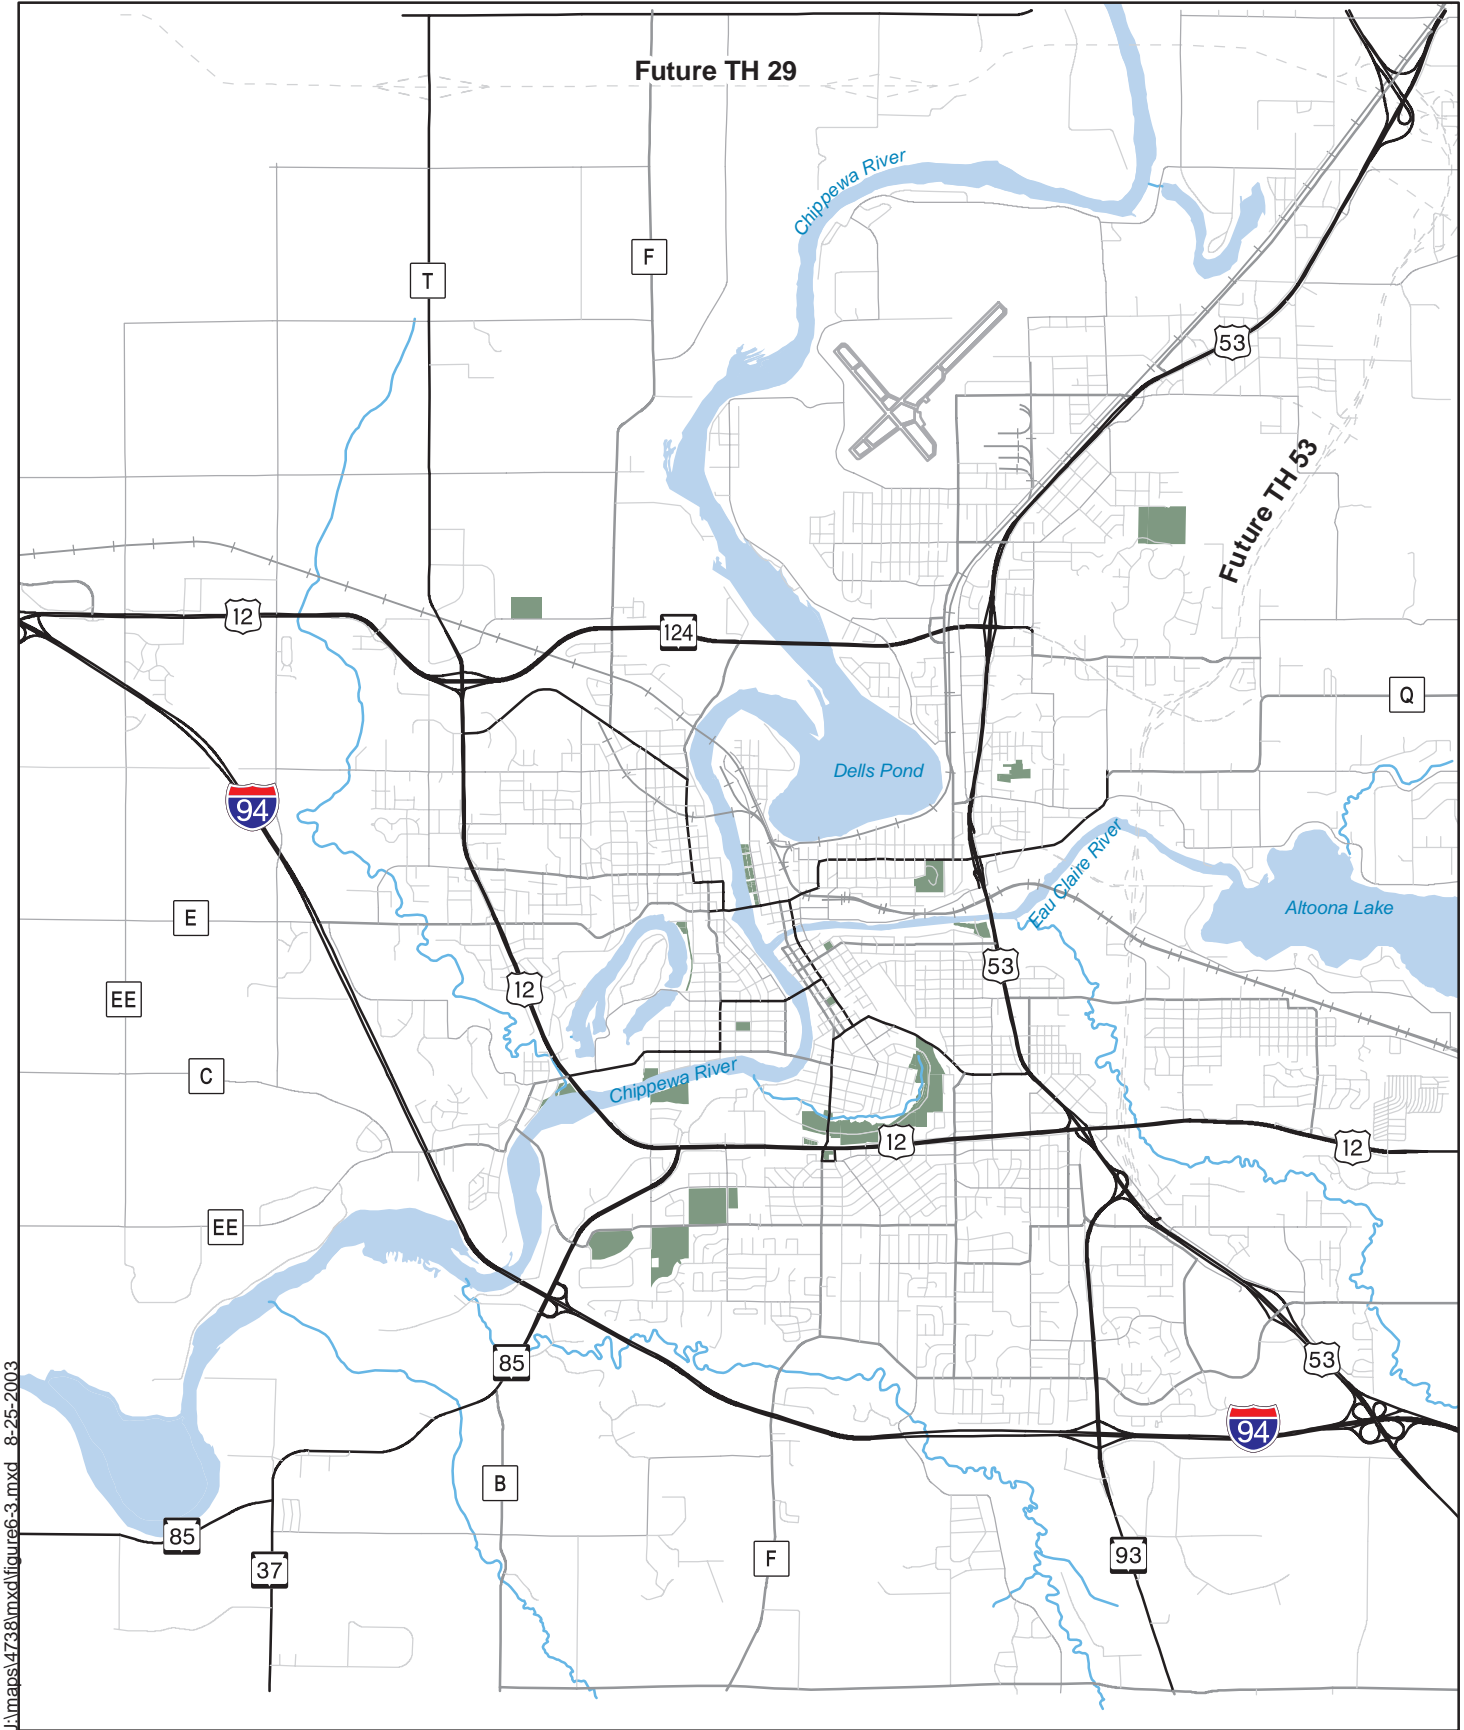 Future TH 29
Chippewa River
F
T
53
Future TH 53
12
124
Q
Dells Pond
94
Eau Claire River
Altoona Lake
E
53
12
EE
C
Chippewa River
12
12
EE
85
53
94
B
85
F
93
37
J:\maps\4738\mxd\figure6-3.mxd 8-25-2003